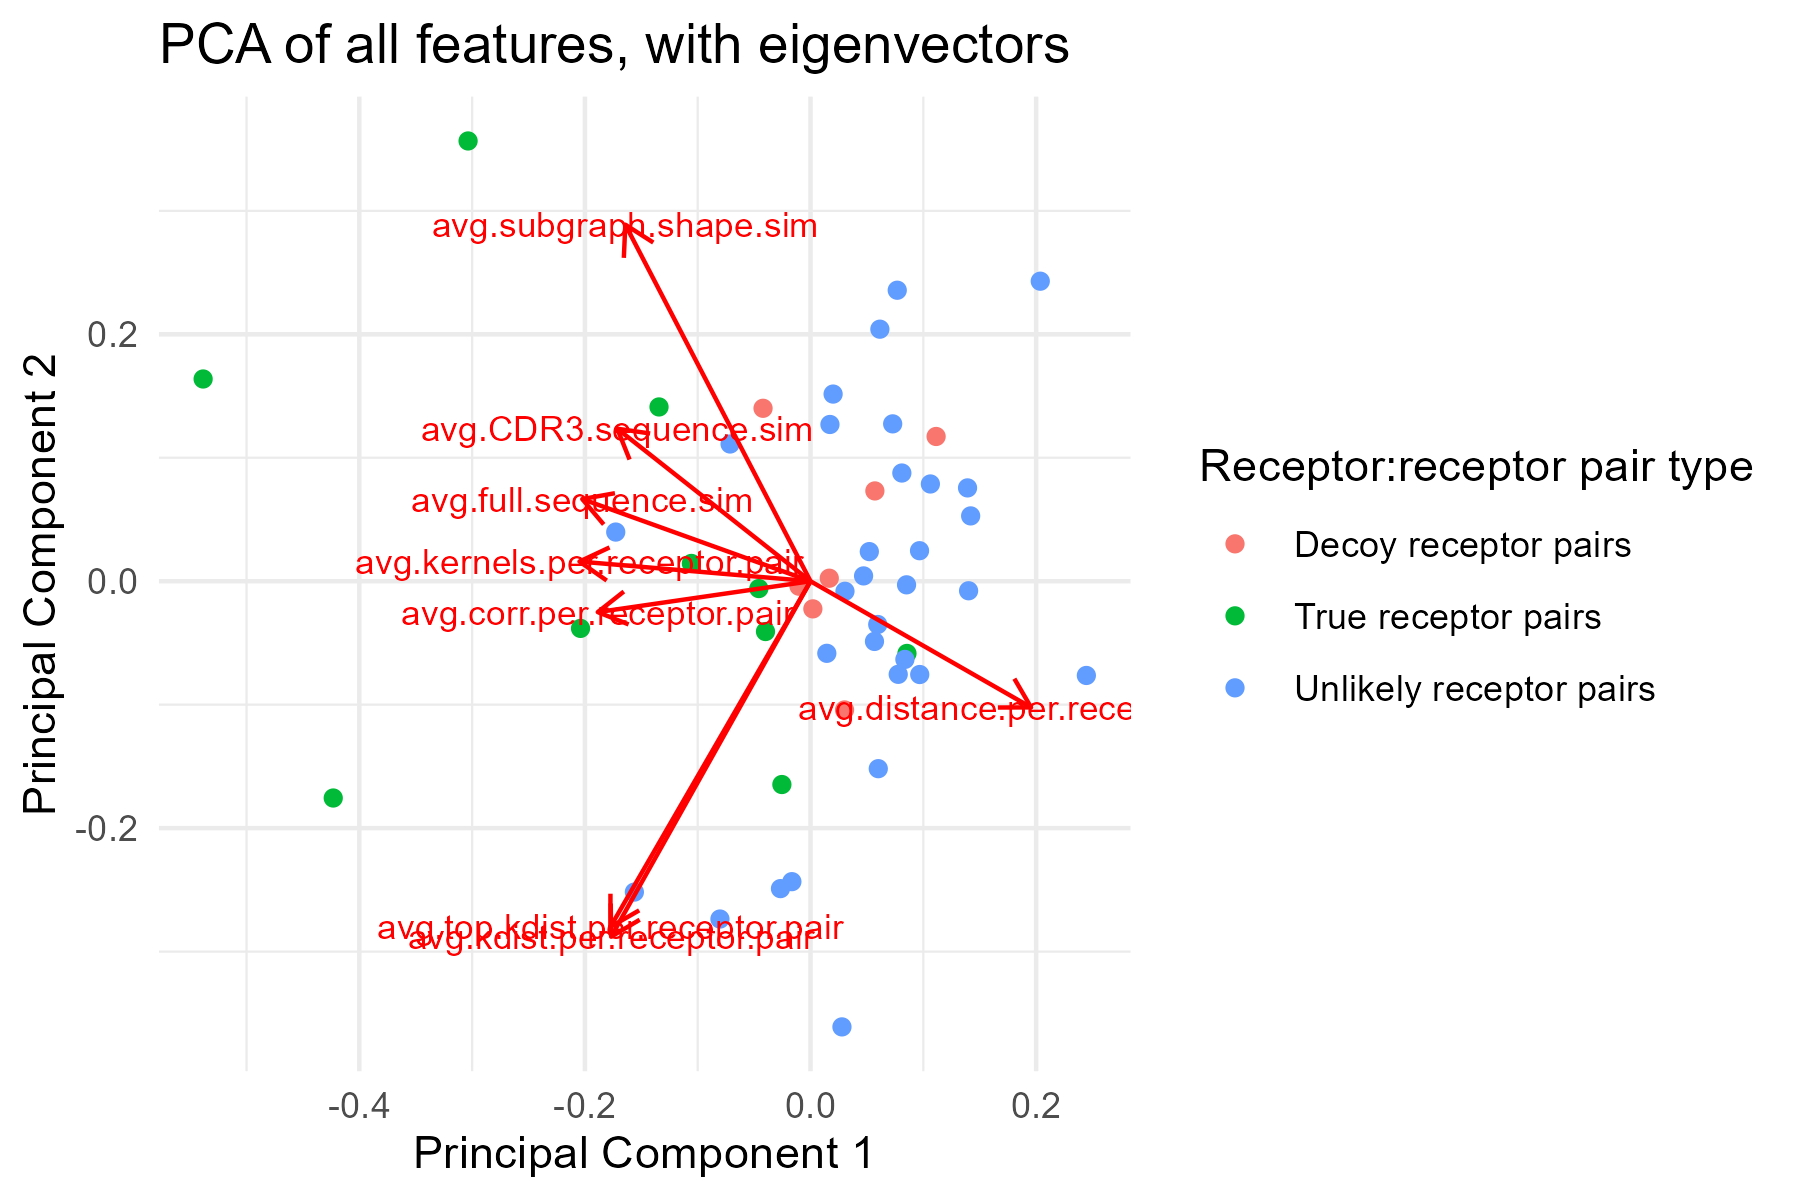 PCA of all features, with eigenvectors
avg.subgraph.shape.sim
avg.CDR3.sequence.sim
avg.full.sequence.sim
avg.kernels.per.receptor.pair
avg.corr.per.receptor.pair
avg.distance.per.rece
avg.top.kdist.per.receptor.pair
avg.kdist.per.receptor.pair
0.2
0.0
-0.2
Principal Component 2
-0.4
-0.2
0.0
0.2
Principal Component 1
Receptor:receptor pair type
Decoy receptor pairs
True receptor pairs
Unlikely receptor pairs